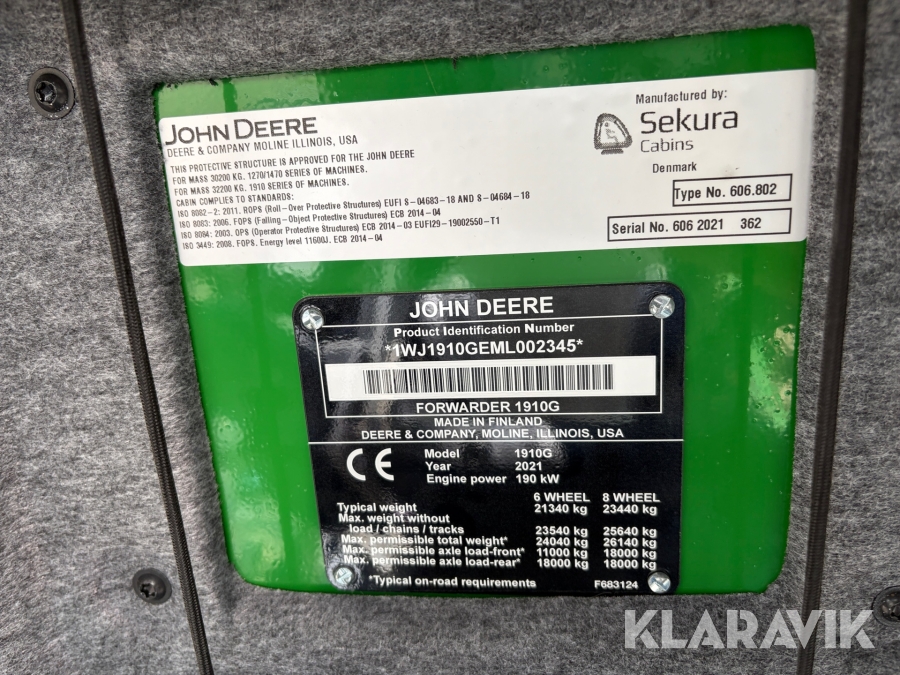 JOHN DEERE
DEERE & COMPANY MOLINE ILLINOIS, USA
THIS PROTECTIVE STRUCTURE IS APPROVED FOR THE JOHN DEERE
FOR MASS 30200 KG. 1270/1470 SERIES OF MACHINES.
FOR MASS 32200 KG. 1910 SERIES OF MACHINES.
CABIN COMPLIES TO STANDARDS:
ISO 8082-2: 2011. ROPS (Roll-Over Protective Structures) EUFI S-04683-18 AND S-04684-18
ISO 8083: 2006. FOPS (Falling-Object Protective Structures) ECB 2014-04
ISO 8084: 2003. OPS (Operator Protective Structures) ECB 2014-03 EUFI29-19002550-T1
ISO 3449: 2008. FOPS. Energy level 11600J. ECB 2014-04
Manufactured by:
Sekura
Cabins
Denmark
Type No. 606.802
Serial No. 606 2021 362
JOHN DEERE
Product Identification Number
*1WJ1910GEML002345*
FORWARDER 1910G
MADE IN FINLAND
DEERE & COMPANY, MOLINE, ILLINOIS, USA
CE
Model 1910G
Year 2021
Engine power 190 kW
6 WHEEL 8 WHEEL
Typical weight 21340 kg 23440 kg
Max. weight without
load / chains / tracks 23540 kg 25640 kg
Max. permissible total weight* 24040 kg 26140 kg
Max. permissible axle load-front* 11000 kg 18000 kg
Max. permissible axle load-rear* 18000 kg 18000 kg
*Typical on-road requirements F683124
KLARAVIK